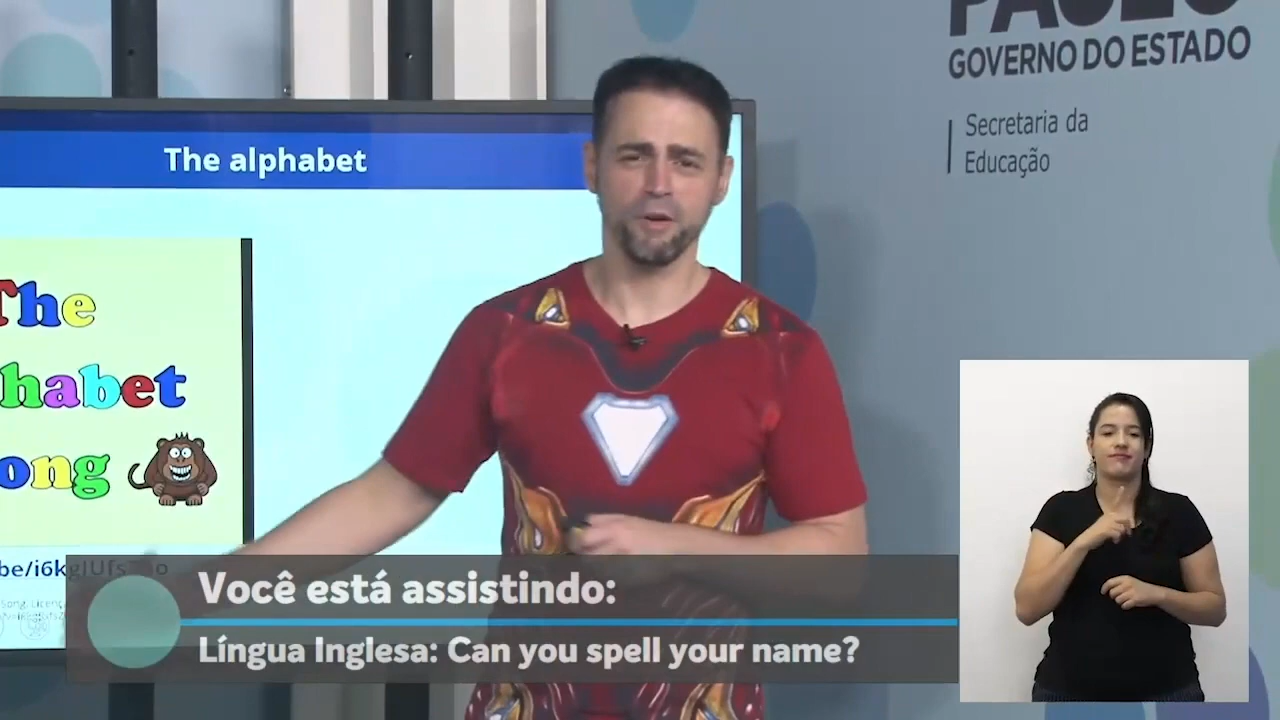 PAULO
GOVERNO DO ESTADO
Secretaria da
Educação
The alphabet
The
habet
ong
Você está assistindo:
Língua Inglesa: Can you spell your name?